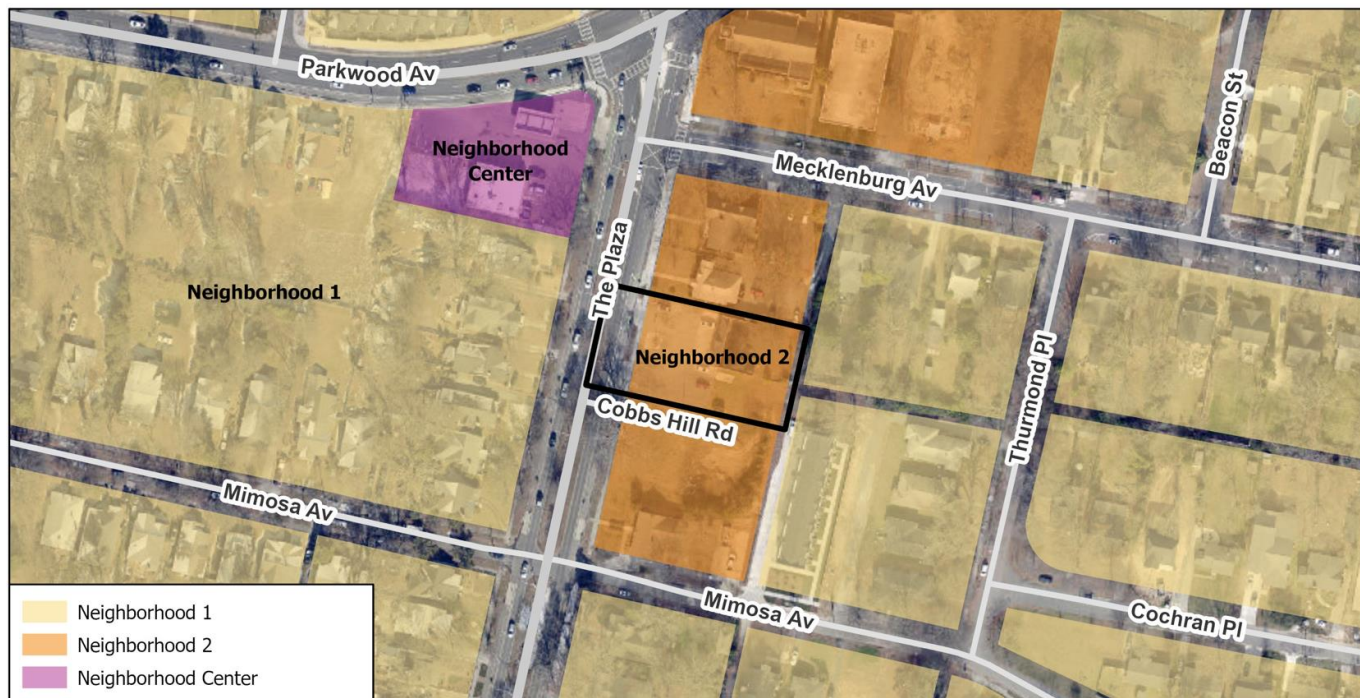 Parkwood Av
Beacon St
Neighborhood
Center
Mecklenburg Av
Neighborhood 1
The Plaza
Neighborhood 2
Thurmond Pl
Cobbs Hill Rd
Mimosa Av
Mimosa Av
Cochran Pl
Neighborhood 1
Neighborhood 2
Neighborhood Center